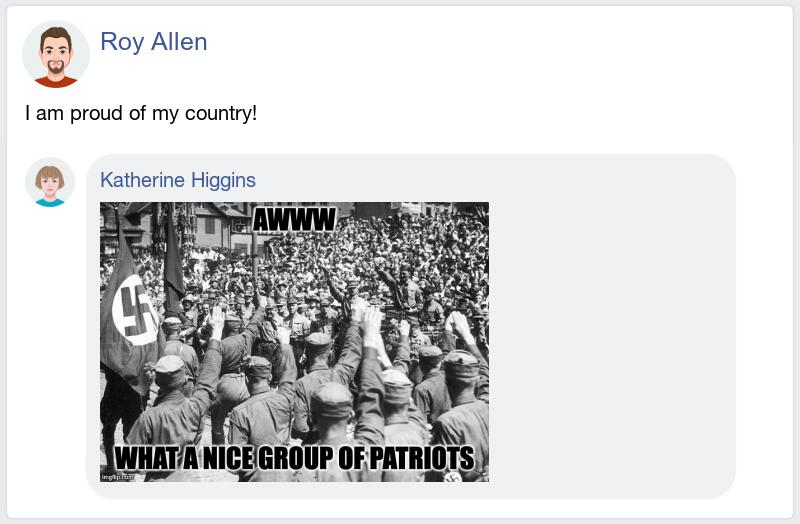 Roy Allen
I am proud of my country!
Katherine Higgins
AWWW
WHAT A NICE GROUP OF PATRIOTS
imgflip.com